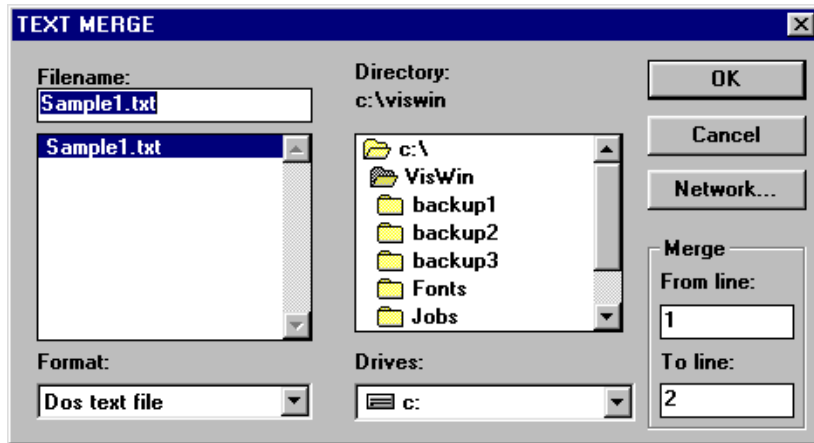 TEXT MERGE
Filename:
Sample1.txt
Sample1.txt
Format:
Dos text file
Directory:
c:\viswin
c:\
VisWin
backup1
backup2
backup3
Fonts
Jobs
Drives:
c:
OK
Cancel
Network...
Merge
From line:
1
To line:
2